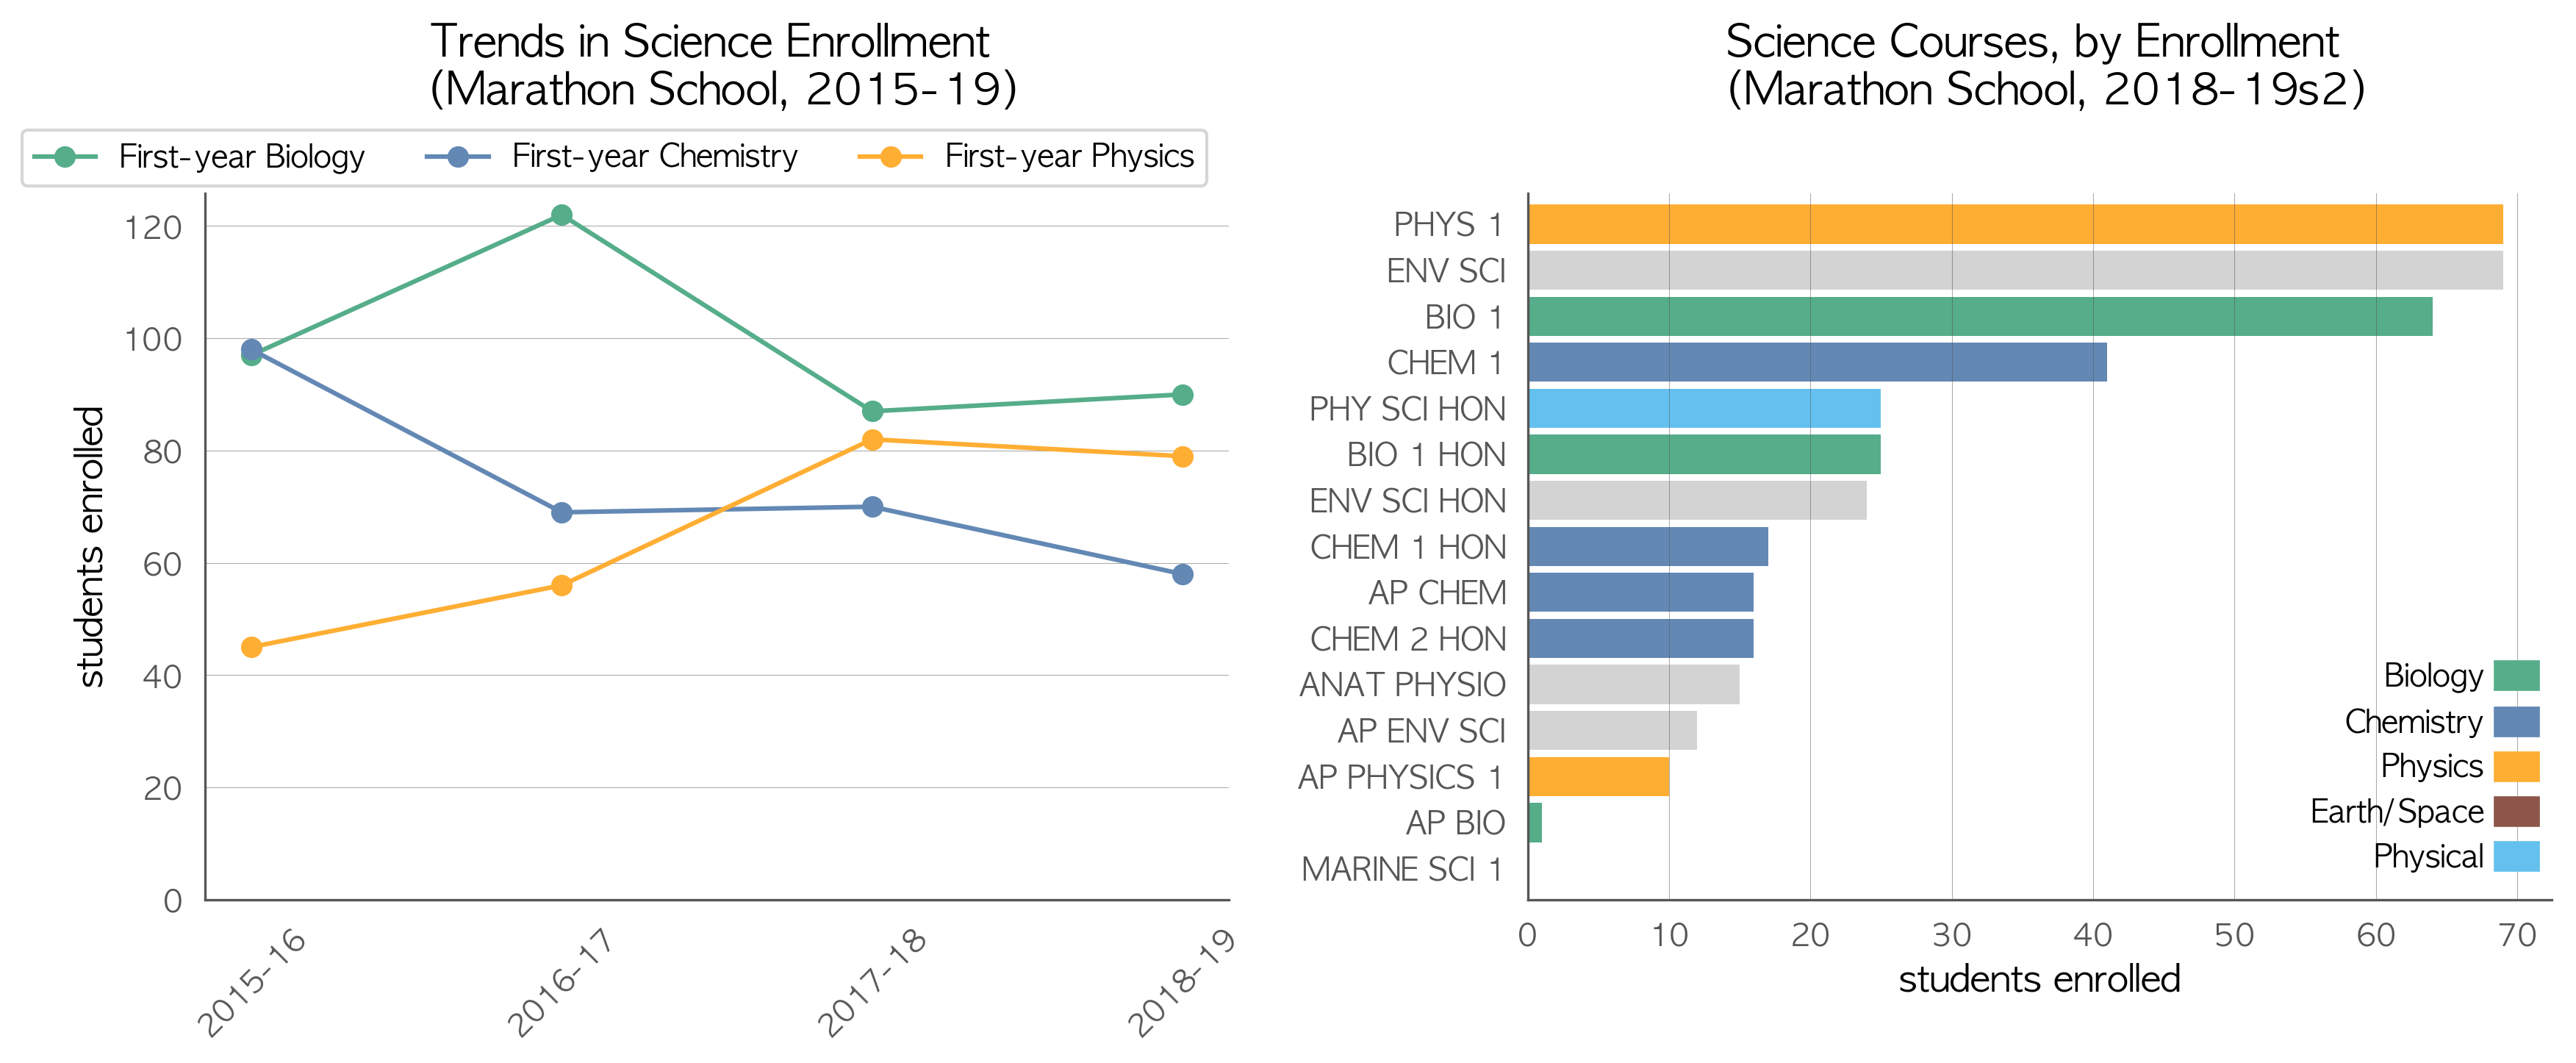 Trends in Science Enrollment
(Marathon School, 2015-19)
First-year Biology
First-year Chemistry
First-year Physics
students enrolled
120
100
80
60
40
20
0
2015-16
2016-17
2017-18
2018-19
Science Courses, by Enrollment
(Marathon School, 2018-19s2)
PHYS 1
ENV SCI
BIO 1
CHEM 1
PHY SCI HON
BIO 1 HON
ENV SCI HON
CHEM 1 HON
AP CHEM
CHEM 2 HON
ANAT PHYSIO
AP ENV SCI
AP PHYSICS 1
AP BIO
MARINE SCI 1
Biology
Chemistry
Physics
Earth/Space
Physical
0
10
20
30
40
50
60
70
students enrolled